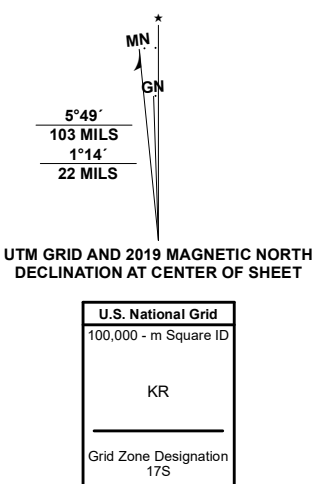 ★
MN
GN
5°49´
103 MILS
1°14´
22 MILS
UTM GRID AND 2019 MAGNETIC NORTH
DECLINATION AT CENTER OF SHEET
U.S. National Grid
100,000 - m Square ID
KR
Grid Zone Designation
17S